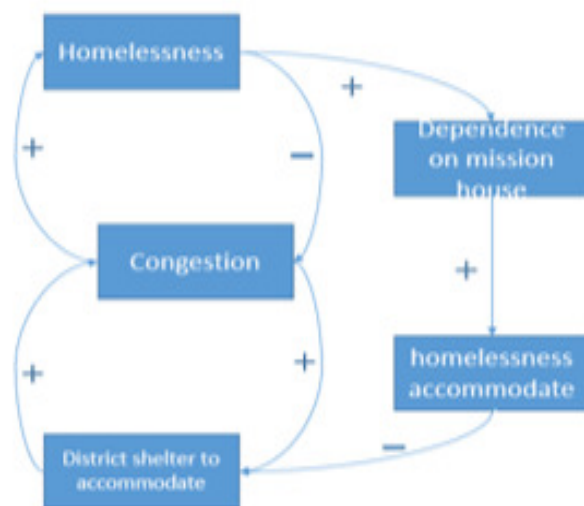 Homelessness
+
Dependence
on mission
house
+
−
Congestion
+
homelessness
accommodate
+
+
−
District shelter to
accommodate